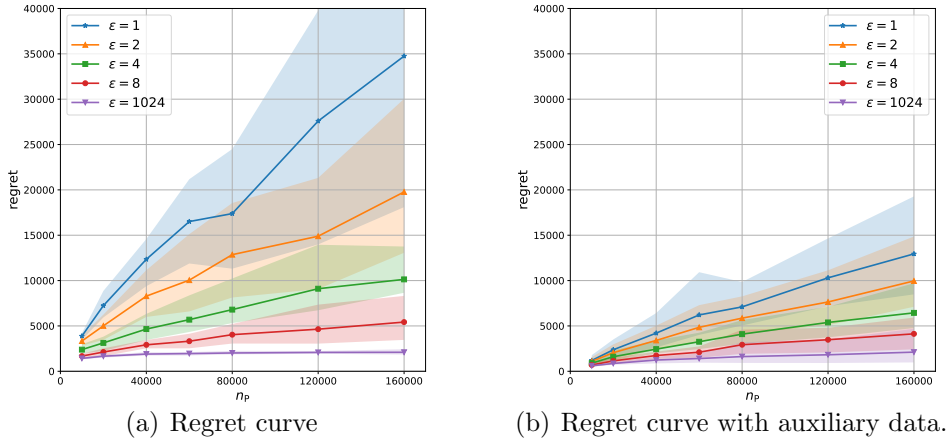 40000
35000
30000
25000
20000
15000
10000
5000
0
regret
ε = 1
ε = 2
ε = 4
ε = 8
ε = 1024
0 40000 80000 120000 160000
n_P
(a) Regret curve
40000
35000
30000
25000
20000
15000
10000
5000
0
regret
ε = 1
ε = 2
ε = 4
ε = 8
ε = 1024
0 40000 80000 120000 160000
n_P
(b) Regret curve with auxiliary data.